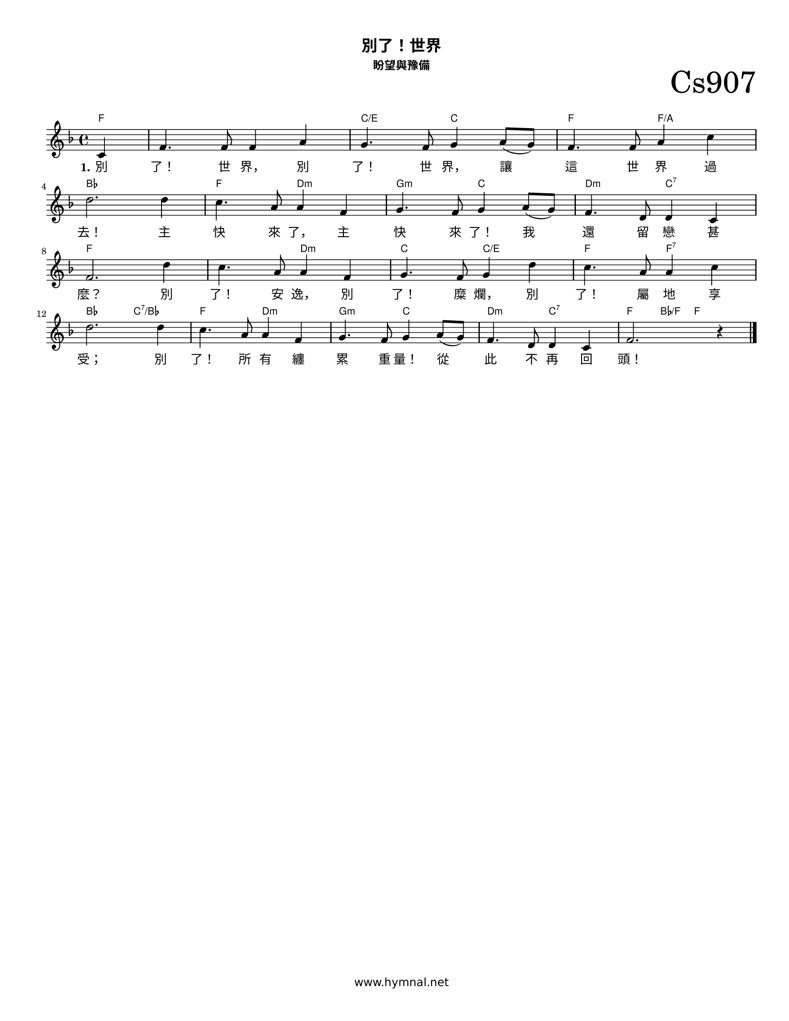 別了！世界
盼望與豫備
Cs907
F C/E C F F/A
1. 別 了！ 世 界， 別 了！ 世 界， 讓 這 世 界 過
4 B♭ F Dm Gm C Dm C7
去！ 主 快 來 了， 主 快 來 了！ 我 還 留 戀 甚
8 F Dm C C/E F F7
麼？ 別 了！ 安 逸， 別 了！ 糜 爛， 別 了！ 屬 地 享
12 B♭ C7/B♭ F Dm Gm C Dm C7 F B♭/F F
受； 別 了！ 所 有 纏 累 重 量！ 從 此 不 再 回 頭！
www.hymnal.net